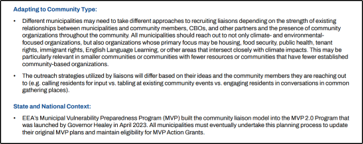 Adapting to Community Type:
• Different municipalities may need to take different approaches to recruiting liaisons depending on the strength of existing
relationships between municipalities and community members, CBOs, and other partners and the presence of community
organizations throughout the community. All municipalities should reach out to not only climate- and environmental-
focused organizations, but also organizations whose primary focus may be housing, food security, public health, tenant
rights, immigrant rights, English Language Learning, or other areas that intersect closely with climate impacts. This may be
particularly relevant in smaller communities or communities with fewer resources or communities that have fewer established
community-based organizations.
• The outreach strategies utilized by liaisons will differ based on their ideas and the community members they are reaching out
to (e.g. calling residents for input vs. tabling at existing community events vs. engaging residents in conversations in common
gathering places).
State and National Context:
• EEA's Municipal Vulnerability Preparedness Program (MVP) built the community liaison model into the MVP 2.0 Program that
was launched by Governor Healey in April 2023. All municipalities must eventually undertake this planning process to update
their original MVP plans and maintain eligibility for MVP Action Grants.